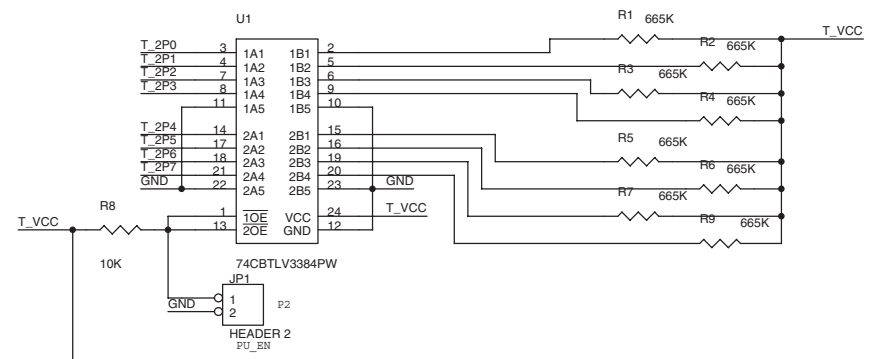 U1
R1 665K
R2 665K
T_VCC
T_2P0 3 1A1 1B1 2
T_2P1 4 1A2 1B2 5
T_2P2 7 1A3 1B3 6
R3 665K
T_2P3 8 1A4 1B4 9
R4 665K
11 1A5 1B5 10
T_2P4 14 2A1 2B1 15
R5 665K
T_2P5 17 2A2 2B2 16
T_2P6 18 2A3 2B3 19
R6 665K
T_2P7 21 2A4 2B4 20
GND 22 2A5 2B5 23 GND
R7 665K
R8
T_VCC
1 1OE VCC 24 T_VCC
13 2OE GND 12
R9 665K
10K
74CBTLV3384PW
JP1
1
GND 2
P2
HEADER 2
PU_EN